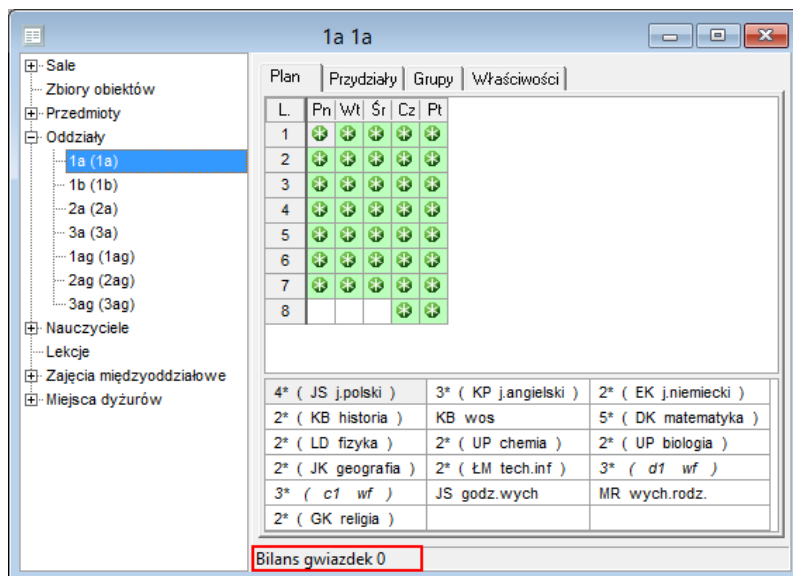 1a 1a
Sale
Zbiory obiektów
Przedmioty
Oddziały
1a (1a)
1b (1b)
2a (2a)
3a (3a)
1ag (1ag)
2ag (2ag)
3ag (3ag)
Nauczyciele
Lekcje
Zajęcia międzyoddziałowe
Miejsca dyżurów
Plan Przydziały Grupy Właściwości
L. Pn Wt Śr Cz Pt
1
2
3
4
5
6
7
8
4* ( JS j.polski ) 3* ( KP j.angielski ) 2* ( EK j.niemiecki )
2* ( KB historia ) KB wos 5* ( DK matematyka )
2* ( LD fizyka ) 2* ( UP chemia ) 2* ( UP biologia )
2* ( JK geografia ) 2* ( ŁM tech.inf ) 3* ( d1 wf )
3* ( c1 wf ) JS godz.wych MR wych.rodz.
2* ( GK religia )
Bilans gwiazdek 0